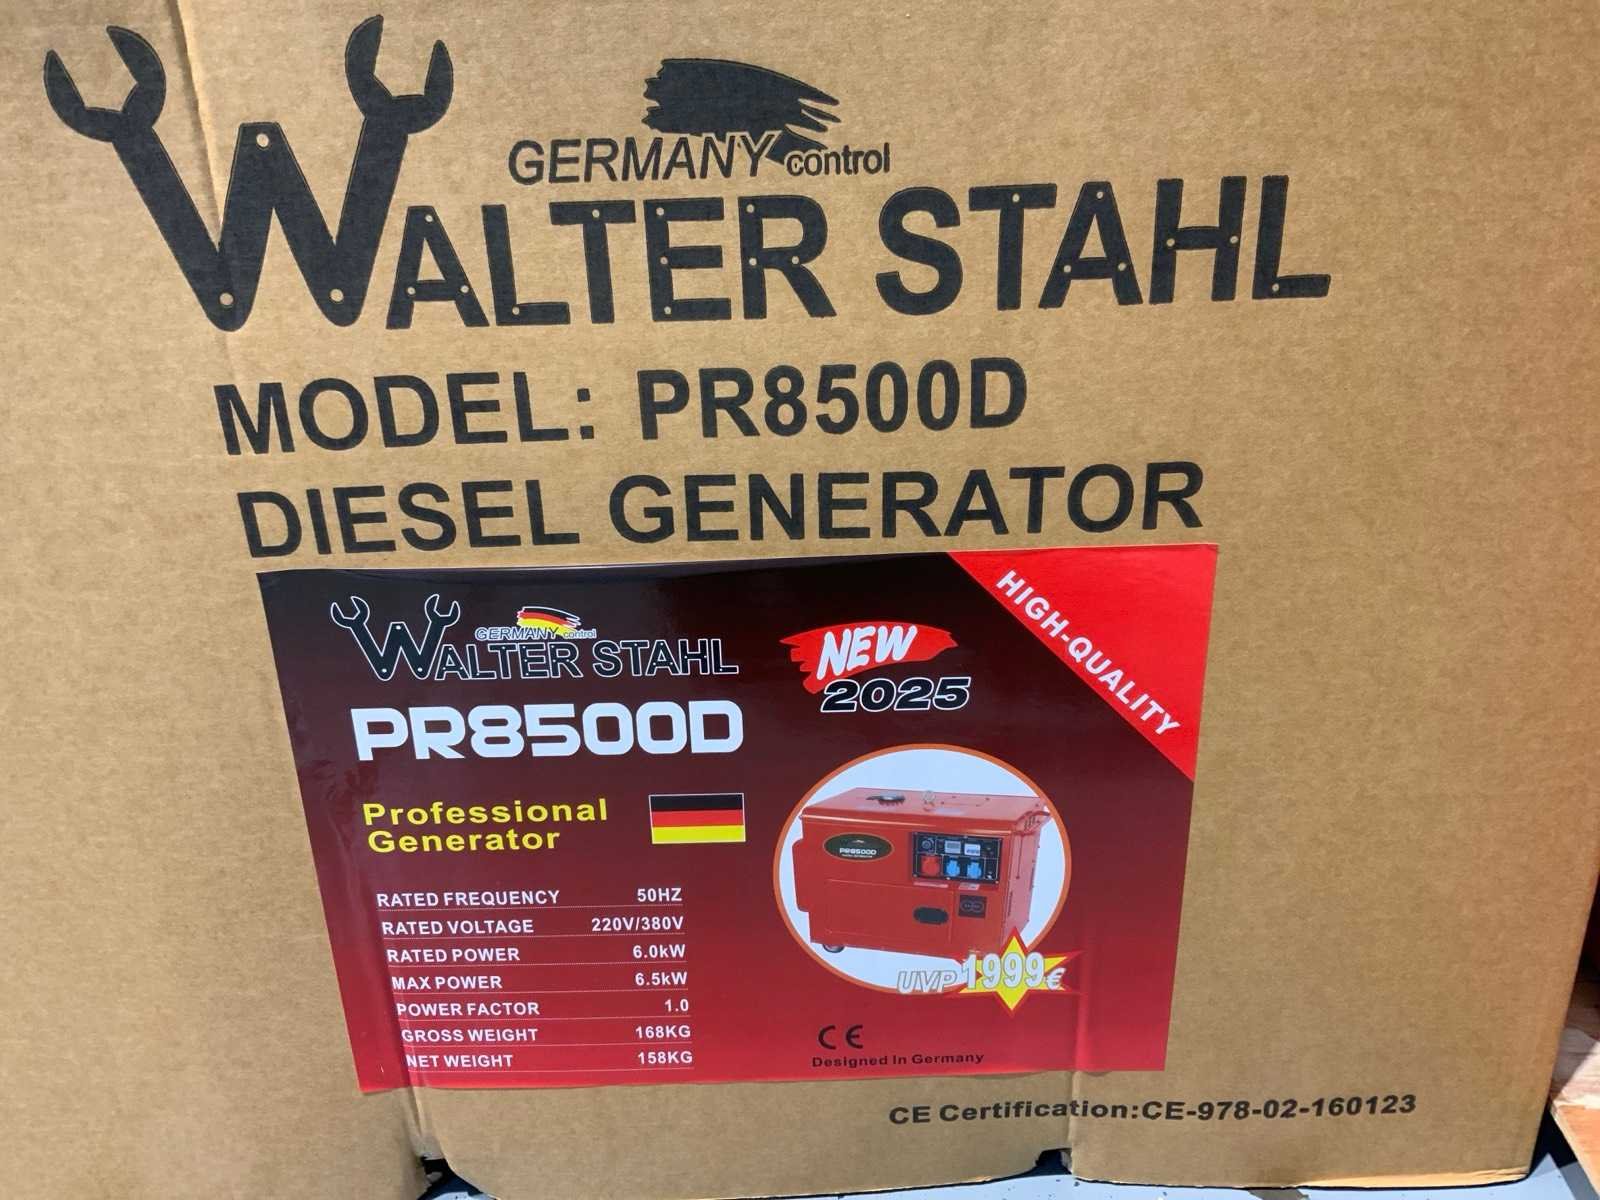 GERMANY control
WALTER STAHL
MODEL: PR8500D
DIESEL GENERATOR
HIGH-QUALITY
GERMANY control
WALTER STAHL
NEW
2025
PR8500D
Professional
Generator
RATED FREQUENCY 50HZ
RATED VOLTAGE 220V/380V
RATED POWER 6.0kW
MAX POWER 6.5kW
POWER FACTOR 1.0
GROSS WEIGHT 168KG
NET WEIGHT 158KG
PR8500D
UVP 1999€
CE
Designed In Germany
CE Certification:CE-978-02-160123